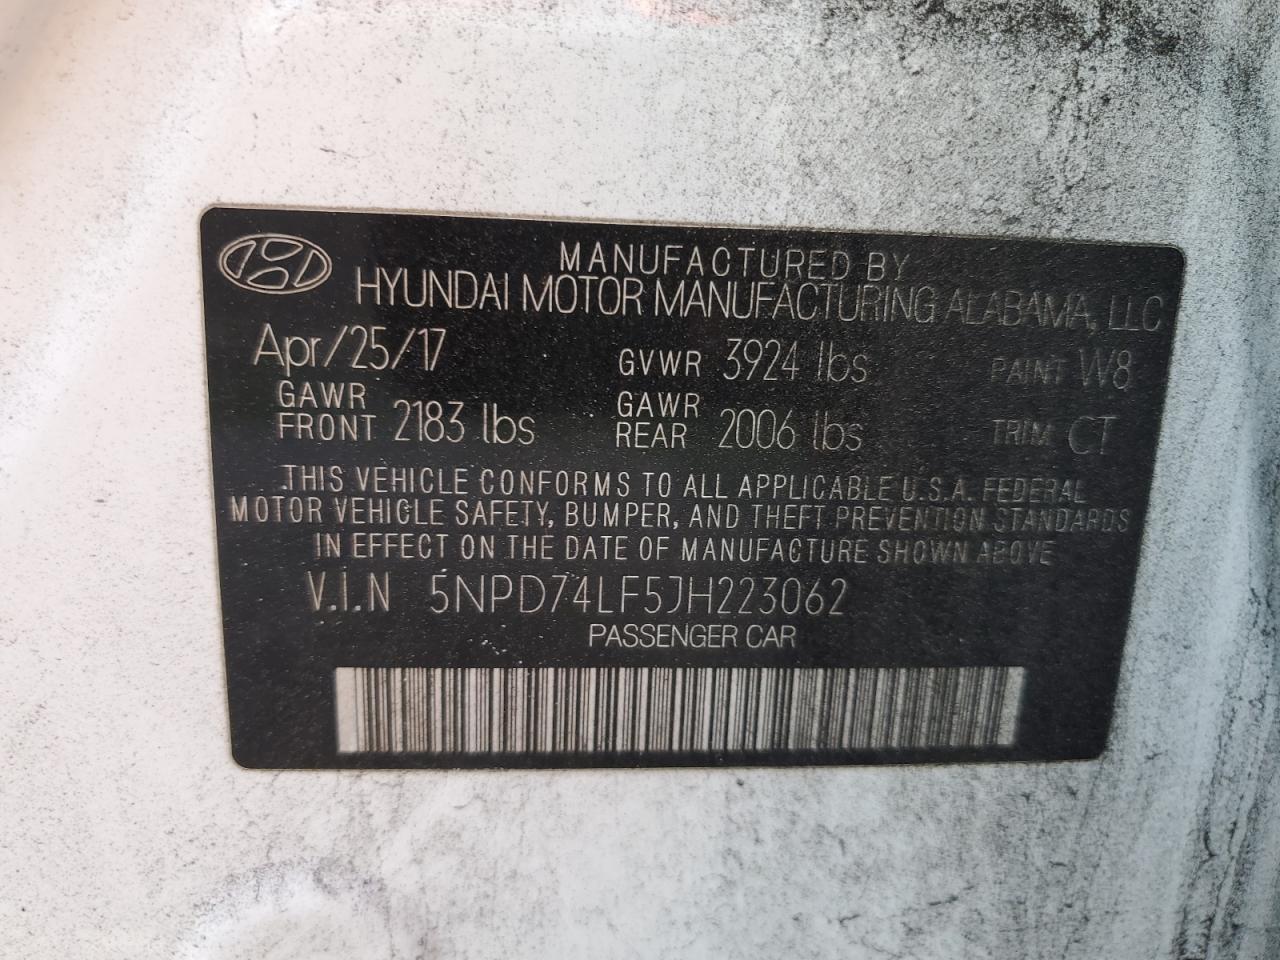 MANUFACTURED BY
HYUNDAI MOTOR MANUFACTURING ALABAMA, LLC
Apr/25/17 GVWR 3924 lbs PAINT W8
GAWR FRONT 2183 lbs GAWR REAR 2006 lbs TRIM CT
THIS VEHICLE CONFORMS TO ALL APPLICABLE U.S.A. FEDERAL
MOTOR VEHICLE SAFETY, BUMPER, AND THEFT PREVENTION STANDARDS
IN EFFECT ON THE DATE OF MANUFACTURE SHOWN ABOVE
V.I.N 5NPD74LF5JH223062
PASSENGER CAR